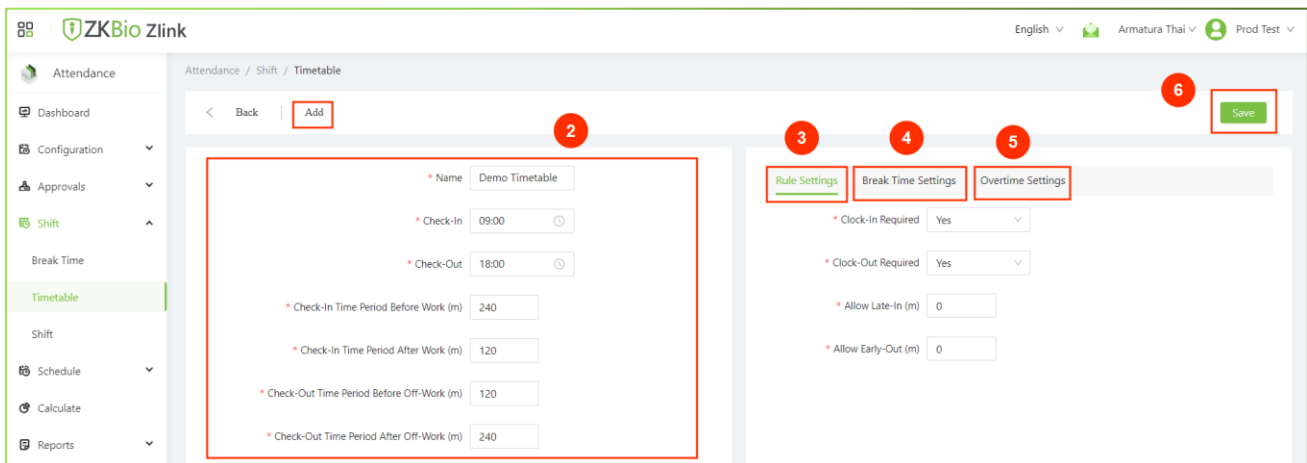 ZKBio Zlink
English
Armatura Thai
Prod Test
Attendance
Attendance / Shift / Timetable
Dashboard
Configuration
Approvals
Shift
Break Time
Timetable
Shift
Schedule
Calculate
Reports
< Back | Add
6
Save
2
* Name Demo Timetable
* Check-In 09:00
* Check-Out 18:00
* Check-In Time Period Before Work (m) 240
* Check-In Time Period After Work (m) 120
* Check-Out Time Period Before Off-Work (m) 120
* Check-Out Time Period After Off-Work (m) 240
3
4
5
Rule Settings
Break Time Settings
Overtime Settings
* Clock-In Required Yes
* Clock-Out Required Yes
* Allow Late-In (m) 0
* Allow Early-Out (m) 0